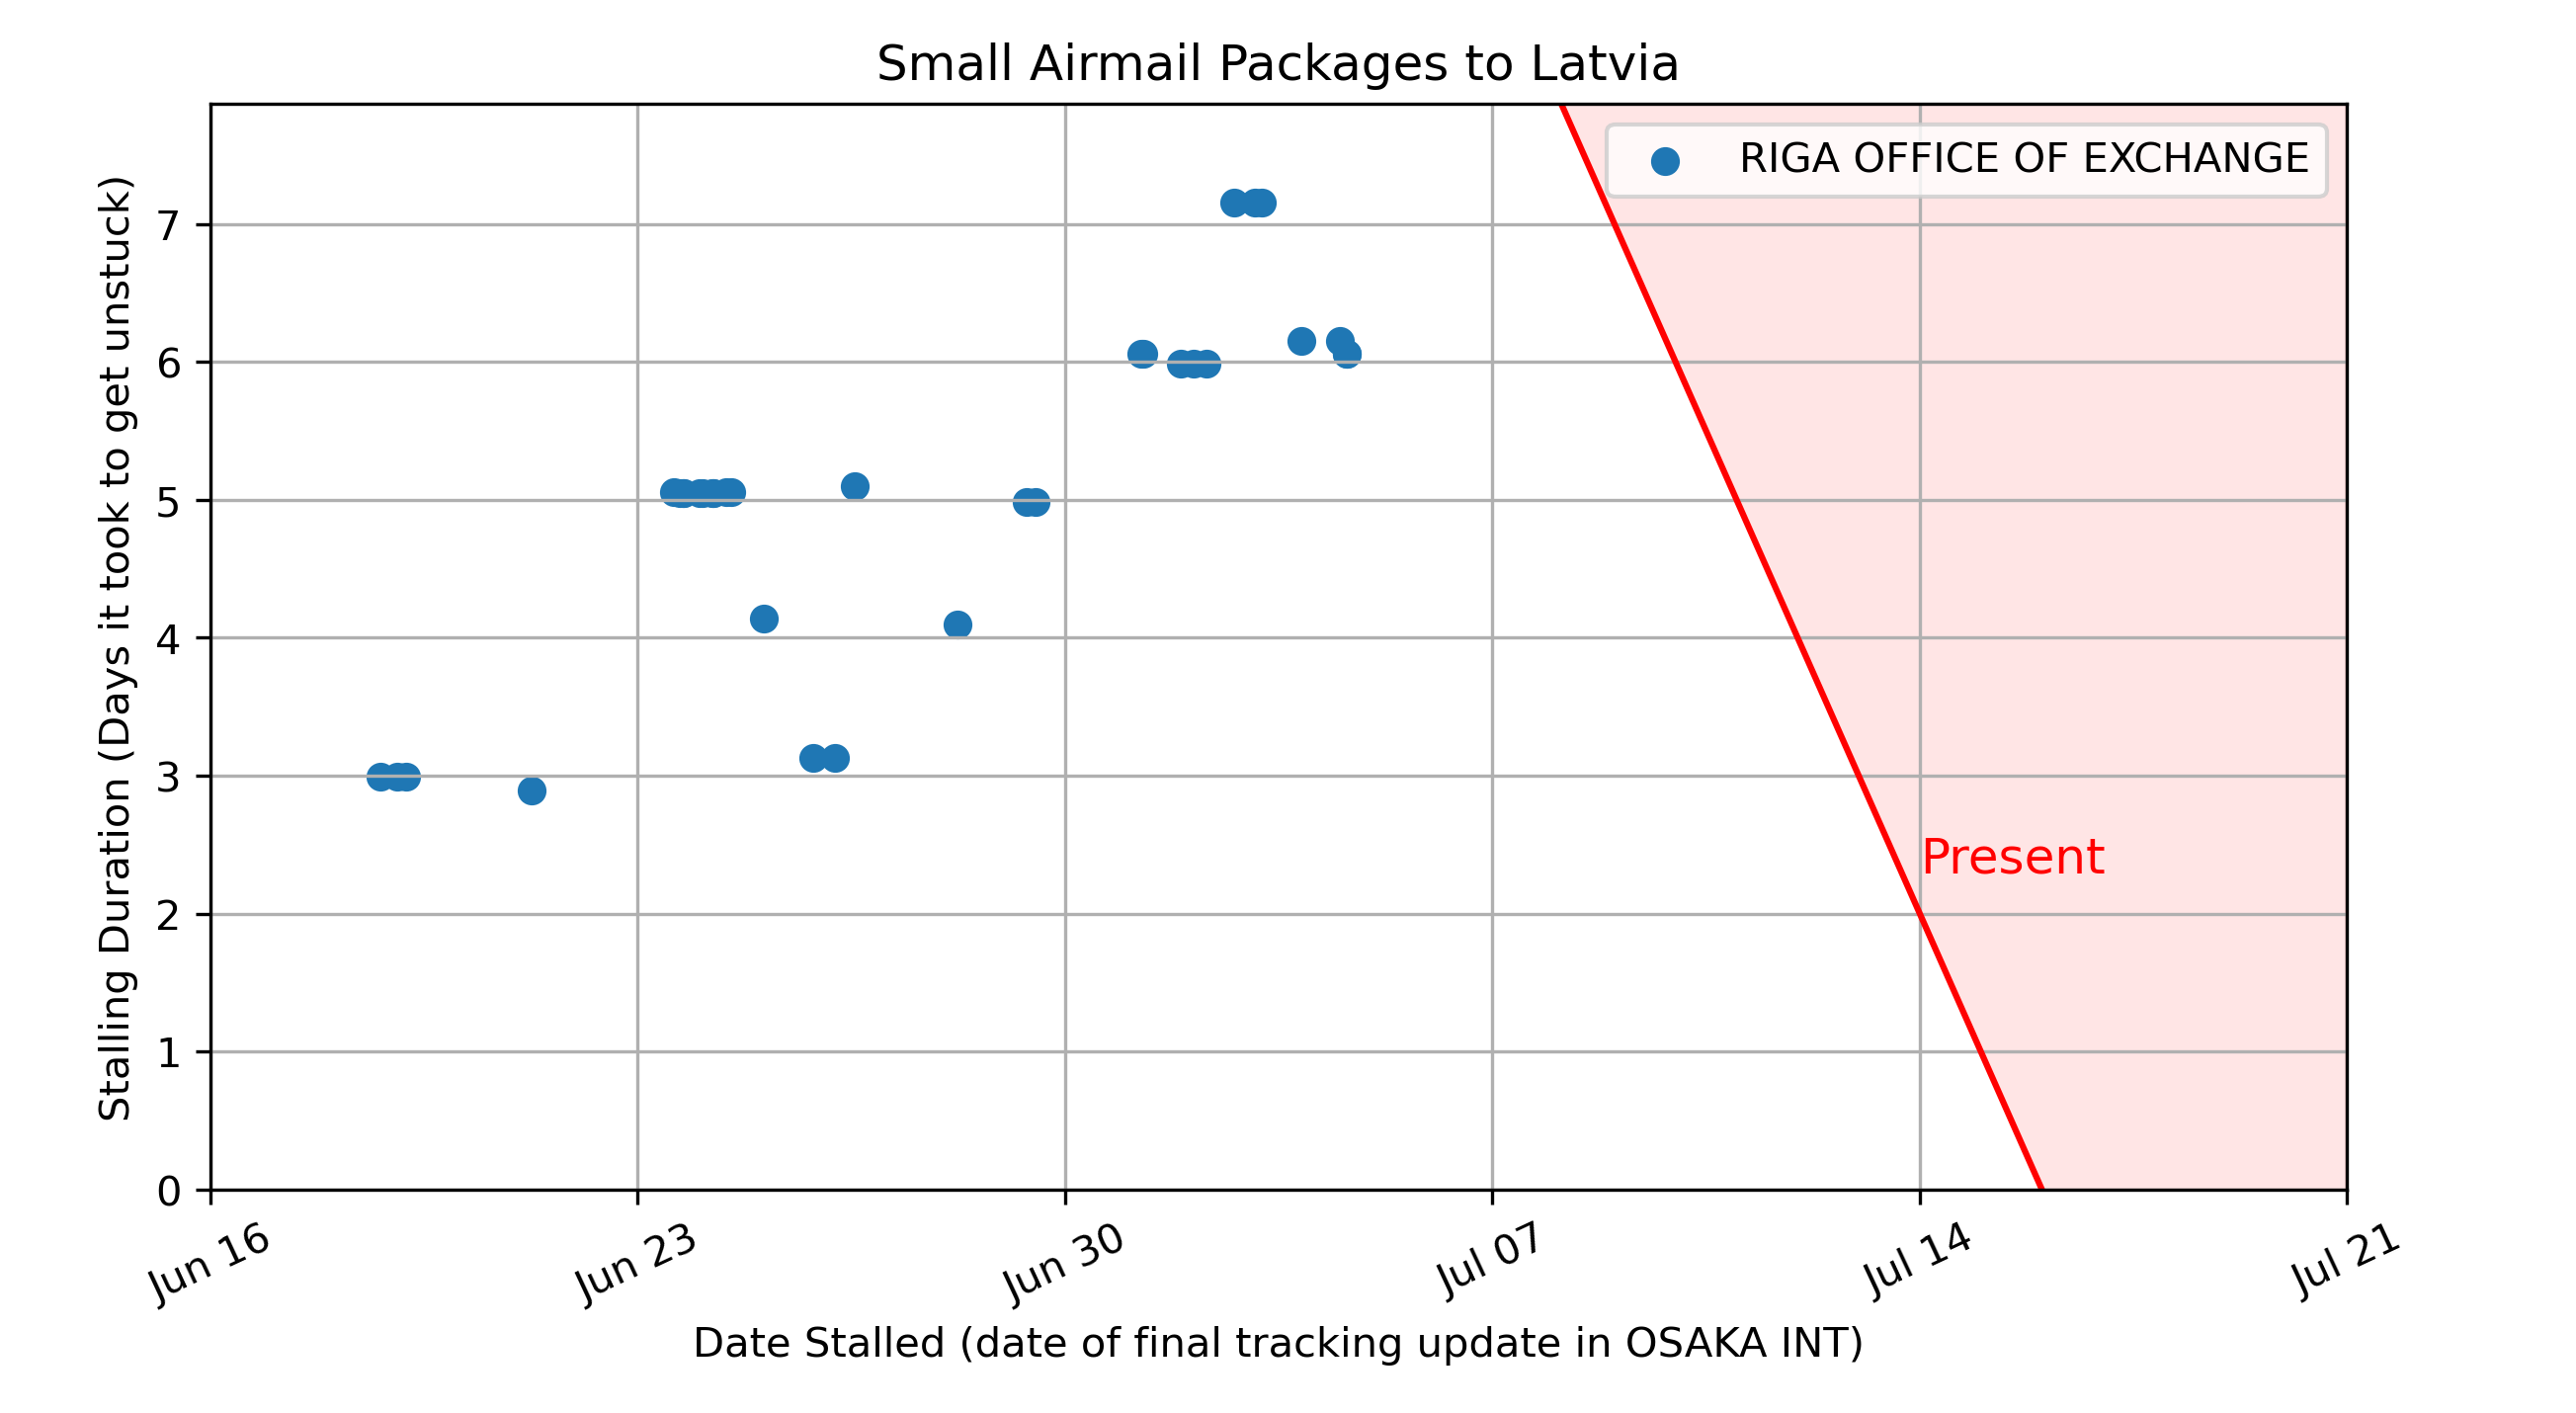 Small Airmail Packages to Latvia
RIGA OFFICE OF EXCHANGE
Stalling Duration (Days it took to get unstuck)
7
6
5
4
3
2
1
0
Present
Jun 16
Jun 23
Jun 30
Jul 07
Jul 14
Jul 21
Date Stalled (date of final tracking update in OSAKA INT)